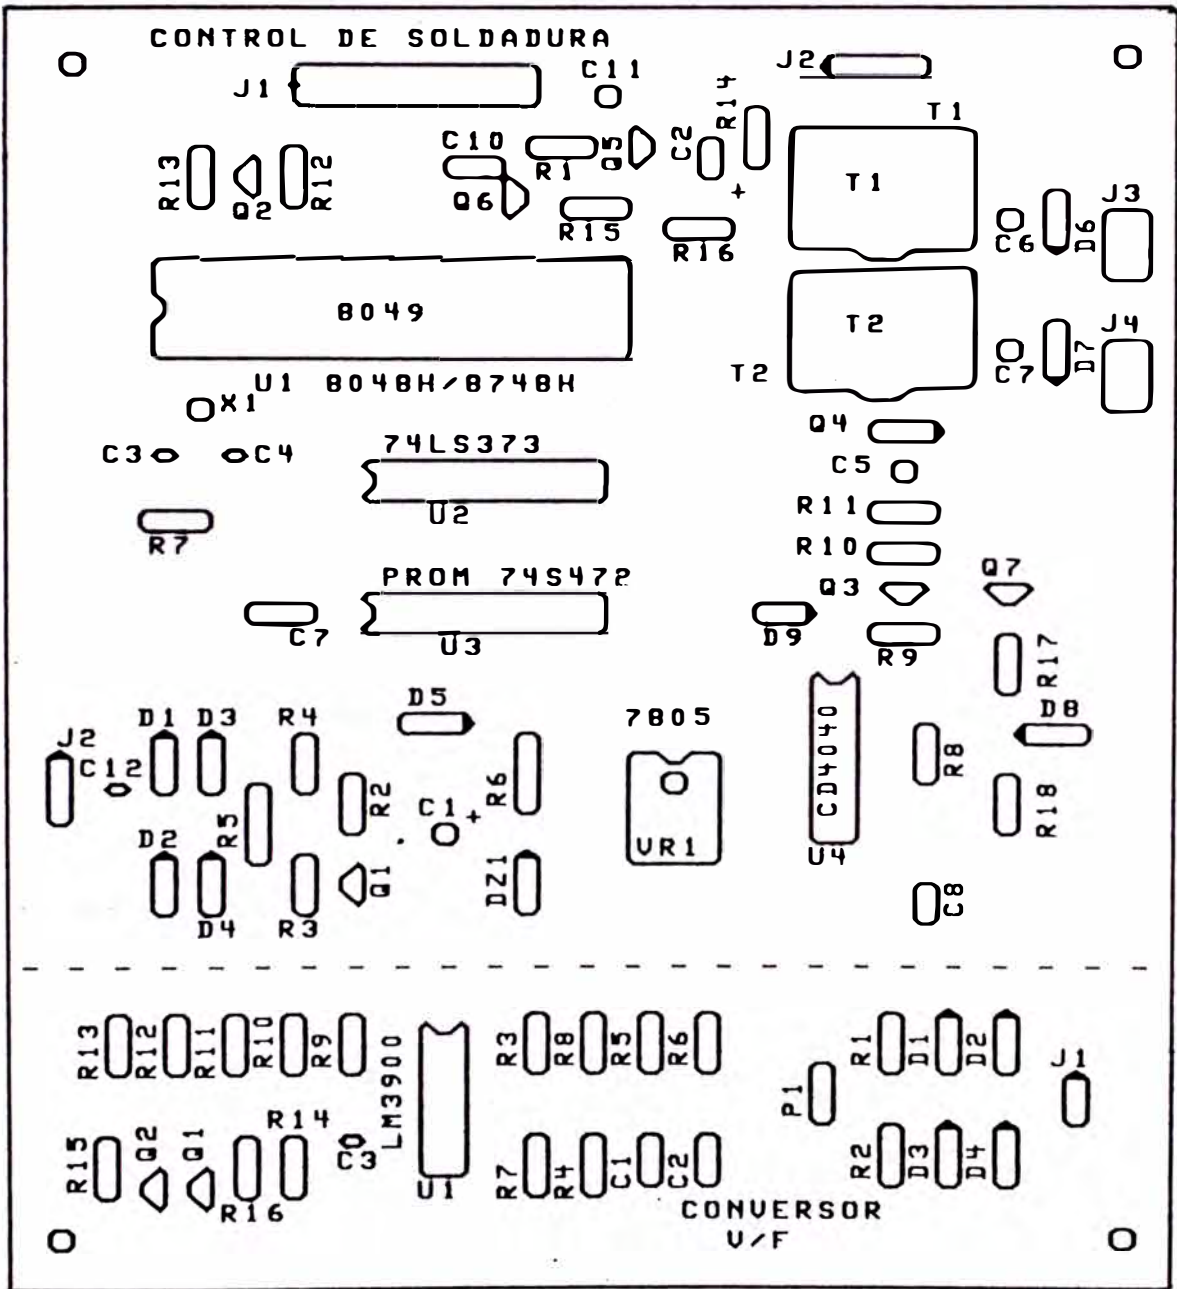 CONTROL DE SOLDADURA
J1
C11
J2
R14
T1
R13
Q2
R12
C10
Q6
R1
Q5
C2
+
R15
R16
T1
C6
D6
J3
8049
T2
T2
C7
D7
J4
U1 8048H/8748H
X1
C3
C4
74LS373
U2
Q4
C5
R11
R10
R7
PROM 74S472
C7
U3
D9
Q3
R9
Q7
R17
D5
7805
D8
J2
C12
D1
D3
R4
R5
R2
C1
+
R6
VR1
CD4040
U4
R8
R18
D2
D4
R3
Q1
DZ1
C8
R13
R12
R11
R10
R9
LM3900
R3
R8
R5
R6
P1
R1
D1
D2
J1
R15
Q2
Q1
R16
R14
C3
U1
R7
R4
C1
C2
R2
D3
D4
CONVERSOR
V/F